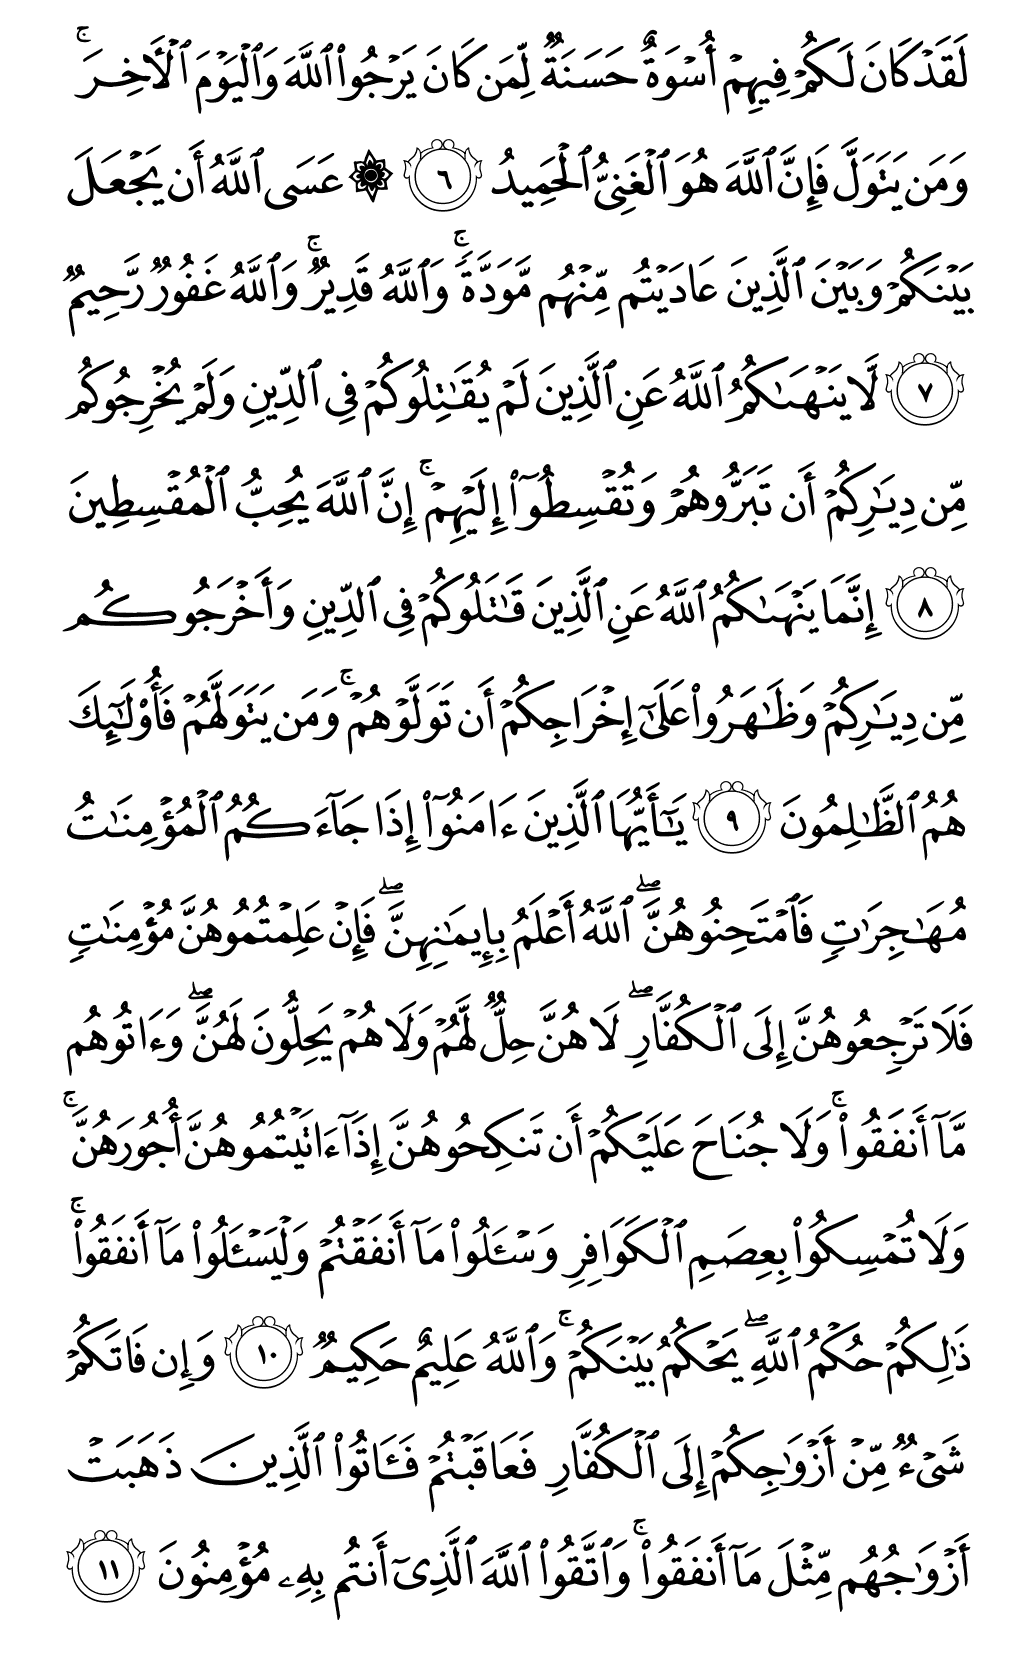 لَقَدْ كَانَ لَكُمْ فِيهِمْ أُسْوَةٌ حَسَنَةٌ لِّمَن كَانَ يَرْجُوا۟ ٱللَّهَ وَٱلْيَوْمَ ٱلْـَٔاخِرَ ۚ
وَمَن يَتَوَلَّ فَإِنَّ ٱللَّهَ هُوَ ٱلْغَنِىُّ ٱلْحَمِيدُ ٦ ۞ عَسَى ٱللَّهُ أَن يَجْعَلَ
بَيْنَكُمْ وَبَيْنَ ٱلَّذِينَ عَادَيْتُم مِّنْهُم مَّوَدَّةً ۚ وَٱللَّهُ قَدِيرٌ ۚ وَٱللَّهُ غَفُورٌ رَّحِيمٌ
٧ لَّا يَنْهَىٰكُمُ ٱللَّهُ عَنِ ٱلَّذِينَ لَمْ يُقَـٰتِلُوكُمْ فِى ٱلدِّينِ وَلَمْ يُخْرِجُوكُم
مِّن دِيَـٰرِكُمْ أَن تَبَرُّوهُمْ وَتُقْسِطُوٓا۟ إِلَيْهِمْ ۚ إِنَّ ٱللَّهَ يُحِبُّ ٱلْمُقْسِطِينَ
٨ إِنَّمَا يَنْهَىٰكُمُ ٱللَّهُ عَنِ ٱلَّذِينَ قَـٰتَلُوكُمْ فِى ٱلدِّينِ وَأَخْرَجُوكُم
مِّن دِيَـٰرِكُمْ وَظَـٰهَرُوا۟ عَلَىٰٓ إِخْرَاجِكُمْ أَن تَوَلَّوْهُمْ ۚ وَمَن يَتَوَلَّهُمْ فَأُو۟لَـٰٓئِكَ
هُمُ ٱلظَّـٰلِمُونَ ٩ يَـٰٓأَيُّهَا ٱلَّذِينَ ءَامَنُوٓا۟ إِذَا جَآءَكُمُ ٱلْمُؤْمِنَـٰتُ
مُهَـٰجِرَٰتٍ فَٱمْتَحِنُوهُنَّ ۖ ٱللَّهُ أَعْلَمُ بِإِيمَـٰنِهِنَّ ۖ فَإِنْ عَلِمْتُمُوهُنَّ مُؤْمِنَـٰتٍ
فَلَا تَرْجِعُوهُنَّ إِلَى ٱلْكُفَّارِ ۖ لَا هُنَّ حِلٌّ لَّهُمْ وَلَا هُمْ يَحِلُّونَ لَهُنَّ ۖ وَءَاتُوهُم
مَّآ أَنفَقُوا۟ ۚ وَلَا جُنَاحَ عَلَيْكُمْ أَن تَنكِحُوهُنَّ إِذَآ ءَاتَيْتُمُوهُنَّ أُجُورَهُنَّ ۚ
وَلَا تُمْسِكُوا۟ بِعِصَمِ ٱلْكَوَافِرِ وَسْـَٔلُوا۟ مَآ أَنفَقْتُمْ وَلْيَسْـَٔلُوا۟ مَآ أَنفَقُوا۟ ۚ
ذَٰلِكُمْ حُكْمُ ٱللَّهِ ۖ يَحْكُمُ بَيْنَكُمْ ۚ وَٱللَّهُ عَلِيمٌ حَكِيمٌ ١٠ وَإِن فَاتَكُمْ
شَىْءٌ مِّنْ أَزْوَٰجِكُمْ إِلَى ٱلْكُفَّارِ فَعَاقَبْتُمْ فَـَٔاتُوا۟ ٱلَّذِينَ ذَهَبَتْ
أَزْوَٰجُهُم مِّثْلَ مَآ أَنفَقُوا۟ ۚ وَٱتَّقُوا۟ ٱللَّهَ ٱلَّذِىٓ أَنتُم بِهِۦ مُؤْمِنُونَ ١١